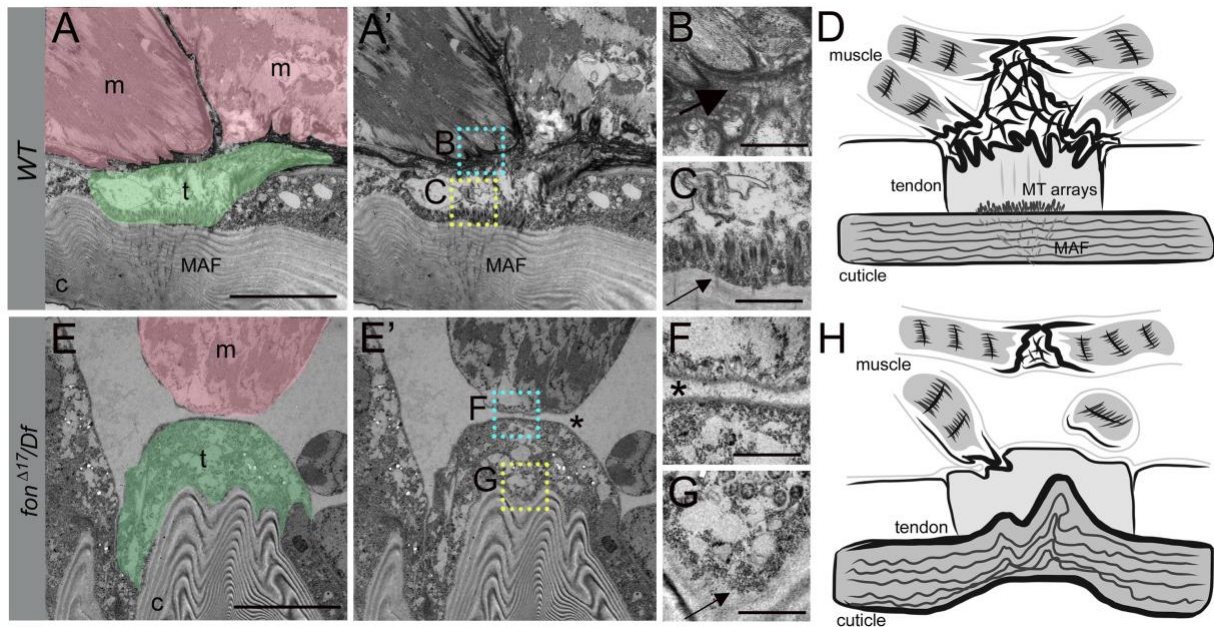 WT
A
m
m
t
MAF
c
A'
B
C
MAF
B
C
D
muscle
tendon
MT arrays
MAF
cuticle
fon Δ17/Df
E
m
t
c
E'
F
*
G
F
*
G
H
muscle
tendon
cuticle